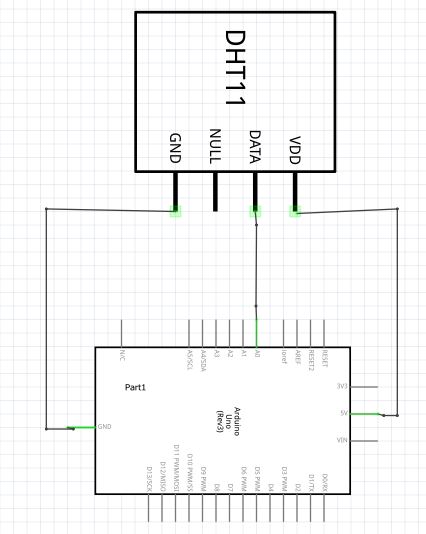 DHT11
GND
NULL
DATA
VDD
N/C
A5/SCL
A4/SDA
A3
A2
A1
A0
ioref
AREF
RESET2
RESET
Part1
Arduino
Uno
(Rev3)
3V3
5V
VIN
GND
D13/SCK
D12/MISO
D11 PWM/MOSI
D10 PWM/SS
D9 PWM
D8
D7
D6 PWM
D5 PWM
D4
D3 PWM
D2
D1/TX
D0/RX